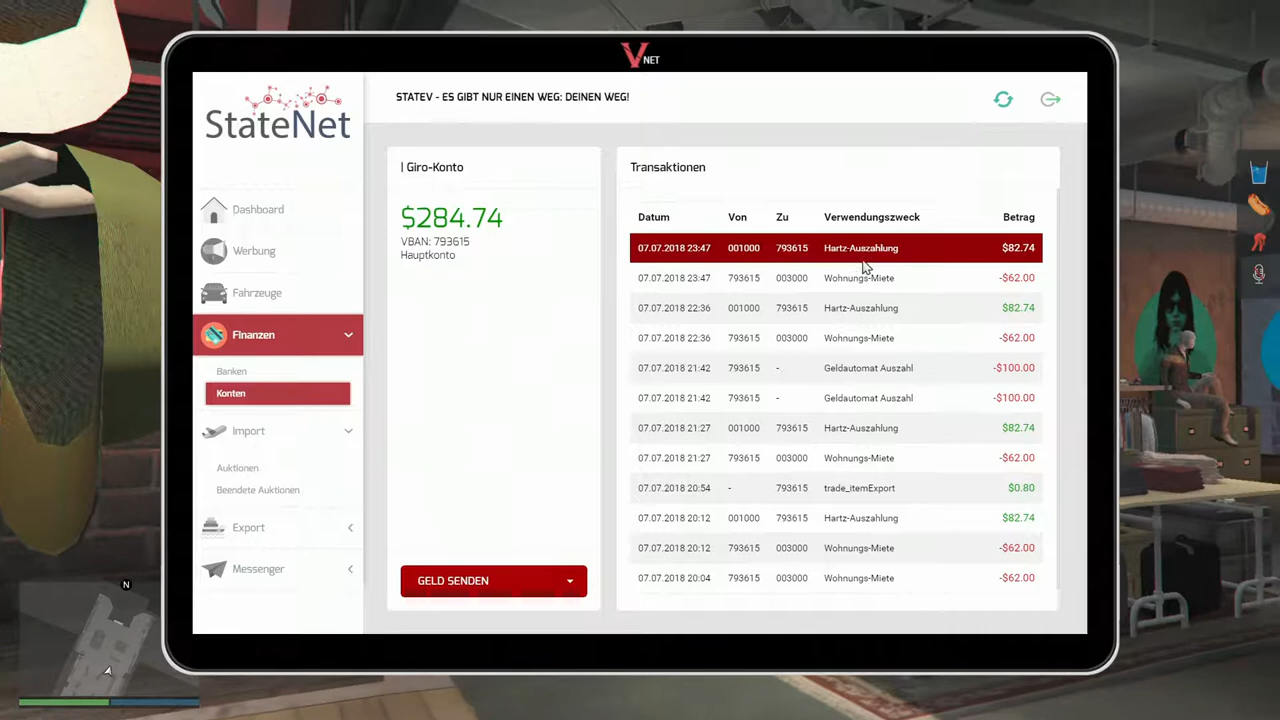 V NET
StateNet
STATEV - ES GIBT NUR EINEN WEG: DEINEN WEG!
Dashboard
Werbung
Fahrzeuge
Finanzen
Banken
Konten
Import
Auktionen
Beendete Auktionen
Export
Messenger
| Giro-Konto
$284.74
VBAN: 793615
Hauptkonto
GELD SENDEN
Transaktionen
Datum Von Zu Verwendungszweck Betrag
07.07.2018 23:47 001000 793615 Hartz-Auszahlung $82.74
07.07.2018 23:47 793615 003000 Wohnungs-Miete -$62.00
07.07.2018 22:36 001000 793615 Hartz-Auszahlung $82.74
07.07.2018 22:36 793615 003000 Wohnungs-Miete -$62.00
07.07.2018 21:42 793615 - Geldautomat Auszahl -$100.00
07.07.2018 21:42 793615 - Geldautomat Auszahl -$100.00
07.07.2018 21:27 001000 793615 Hartz-Auszahlung $82.74
07.07.2018 21:27 793615 003000 Wohnungs-Miete -$62.00
07.07.2018 20:54 - 793615 trade_itemExport $0.80
07.07.2018 20:12 001000 793615 Hartz-Auszahlung $82.74
07.07.2018 20:12 793615 003000 Wohnungs-Miete -$62.00
07.07.2018 20:04 793615 003000 Wohnungs-Miete -$62.00
N